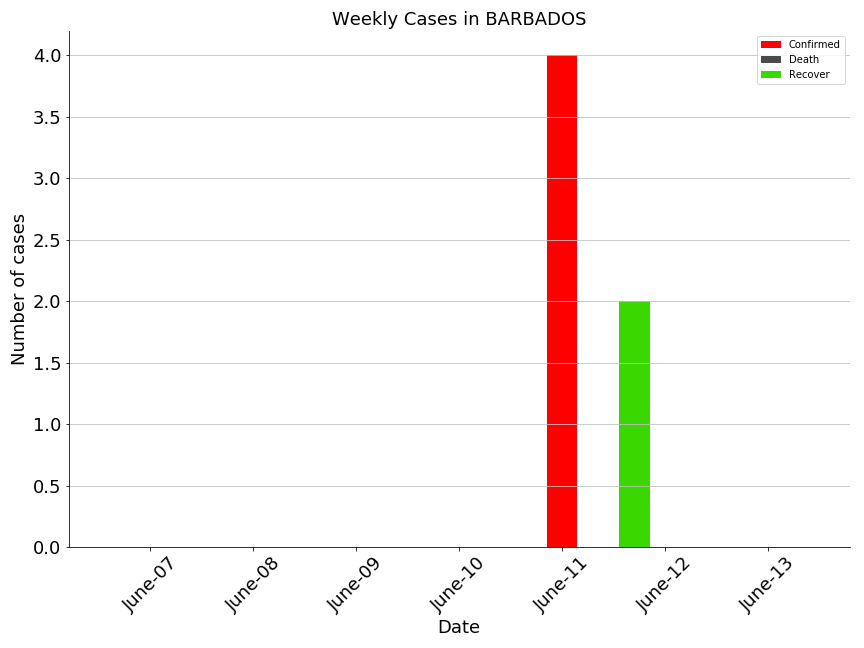 Weekly Cases in BARBADOS
Confirmed
Death
Recover
Number of cases
4.0
3.5
3.0
2.5
2.0
1.5
1.0
0.5
0.0
June-07
June-08
June-09
June-10
June-11
June-12
June-13
Date